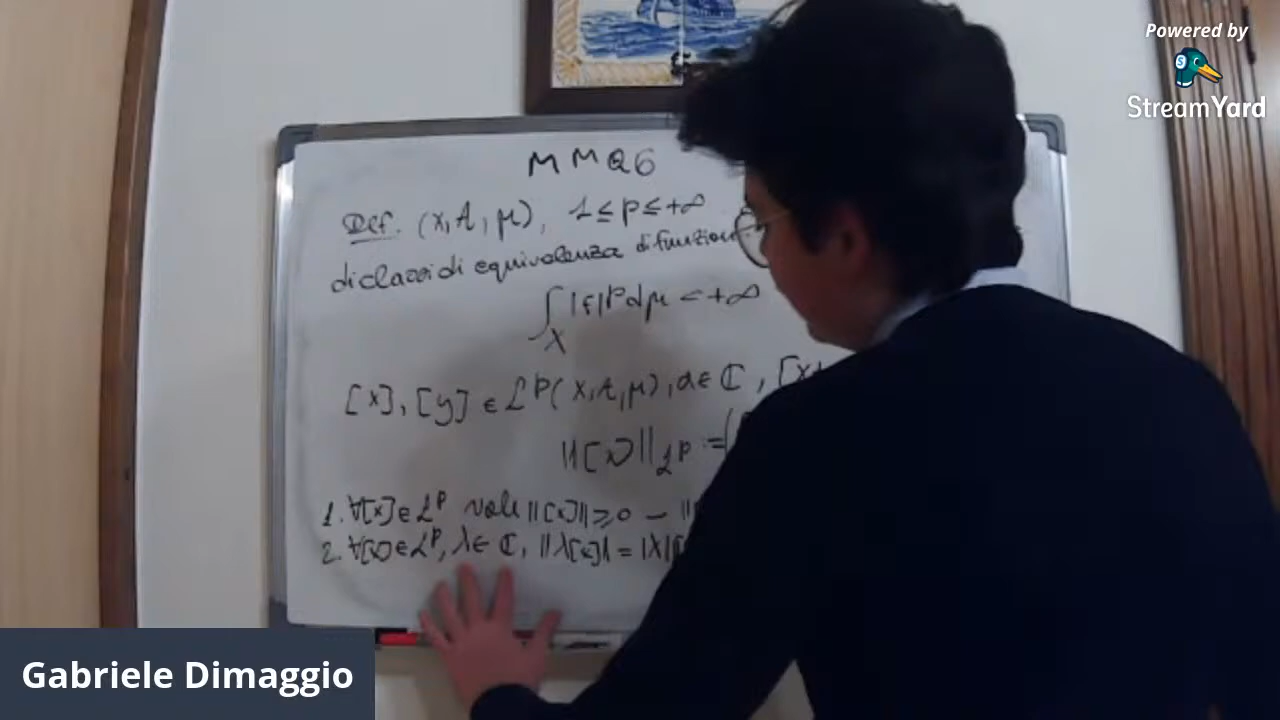 Powered by
StreamYard
MMQ6
Def. (X, A, μ), 1 ≤ p ≤ +∞
di classi di equivalenza di funzioni
∫_X |f|^p dμ < +∞
[x], [y] ∈ L^p(X, A, μ), α ∈ ℂ, [x+
||[x]||_{L^p} :=(
1. ∀[x] ∈ L^p vale ||[x]|| ≥ 0 – ||
2. ∀[x] ∈ L^p, λ ∈ ℂ, ||λ[x]|| = |λ|
Gabriele Dimaggio